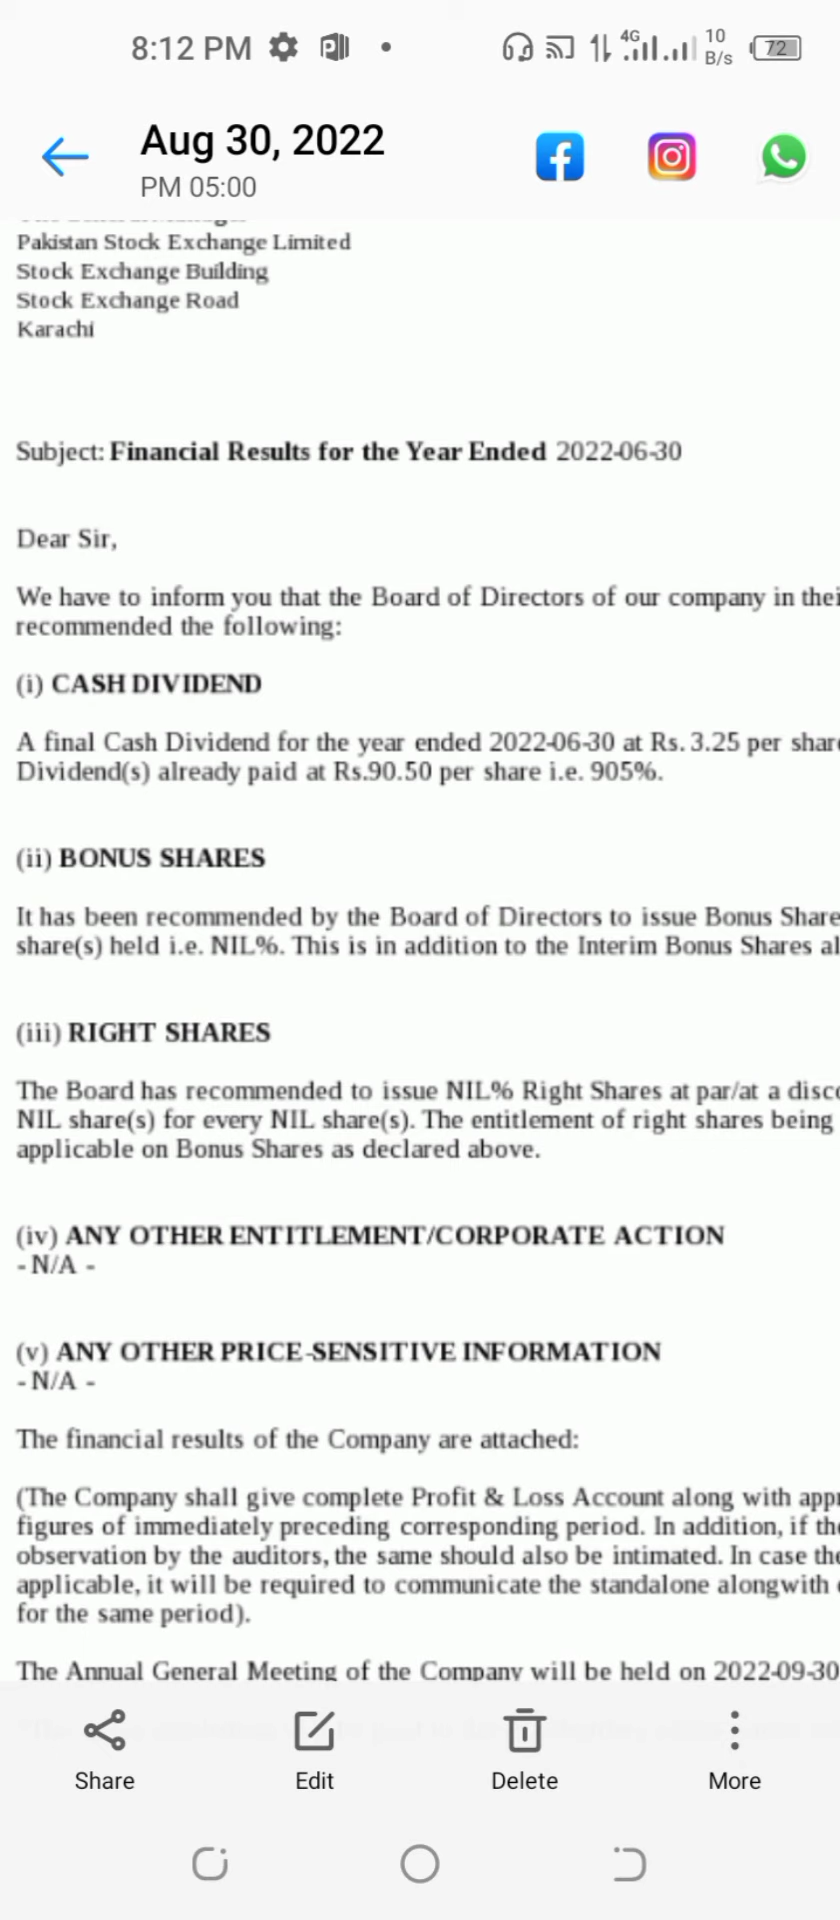 8:12 PM
4G
10 B/s
72
Aug 30, 2022
PM 05:00
Pakistan Stock Exchange Limited
Stock Exchange Building
Stock Exchange Road
Karachi
Subject: Financial Results for the Year Ended 2022-06-30
Dear Sir,
We have to inform you that the Board of Directors of our company in thei
recommended the following:
(i) CASH DIVIDEND
A final Cash Dividend for the year ended 2022-06-30 at Rs. 3.25 per share
Dividend(s) already paid at Rs.90.50 per share i.e. 905%.
(ii) BONUS SHARES
It has been recommended by the Board of Directors to issue Bonus Share
share(s) held i.e. NIL%. This is in addition to the Interim Bonus Shares al
(iii) RIGHT SHARES
The Board has recommended to issue NIL% Right Shares at par/at a disco
NIL share(s) for every NIL share(s). The entitlement of right shares being
applicable on Bonus Shares as declared above.
(iv) ANY OTHER ENTITLEMENT/CORPORATE ACTION
- N/A -
(v) ANY OTHER PRICE-SENSITIVE INFORMATION
- N/A -
The financial results of the Company are attached:
(The Company shall give complete Profit & Loss Account along with appr
figures of immediately preceding corresponding period. In addition, if the
observation by the auditors, the same should also be intimated. In case the
applicable, it will be required to communicate the standalone alongwith
for the same period).
The Annual General Meeting of the Company will be held on 2022-09-30
Share
Edit
Delete
More